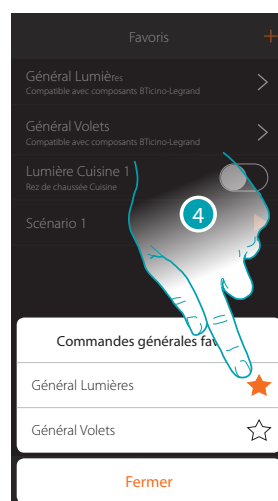 Favoris
Général Lumières
Compatible avec composants BTicino-Legrand
Général Volets
Compatible avec composants BTicino-Legrand
Lumière Cuisine 1
Rez de chaussée Cuisine
Scénario 1
4
Commandes générales fav
Général Lumières
Général Volets
Fermer